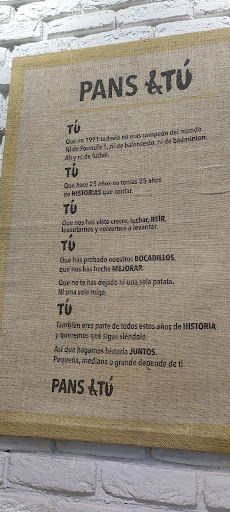 PANS &TÚ
TÚ
Que en 1991 todavía no eras campeón del mundo.
Ni de Formula 1, ni de baloncesto, ni de bádminton.
Ah y ni de fútbol.
TÚ
Que hace 25 años no tenías 25 años
de HISTORIAS que contar.
TÚ
Que nos has visto crecer, luchar, REÍR,
levantarnos y volvernos a levantar.
TÚ
Que has probado nuestros BOCADILLOS,
que nos has hecho MEJORAR.
Que no te has dejado ni una sola patata.
Ni una sola miga.
TÚ
También eres parte de todos estos años de HISTORIA
y queremos que sigas siéndolo.
Así que hagamos historia JUNTOS.
Pequeña, mediana o grande depende de ti.
PANS &TÚ